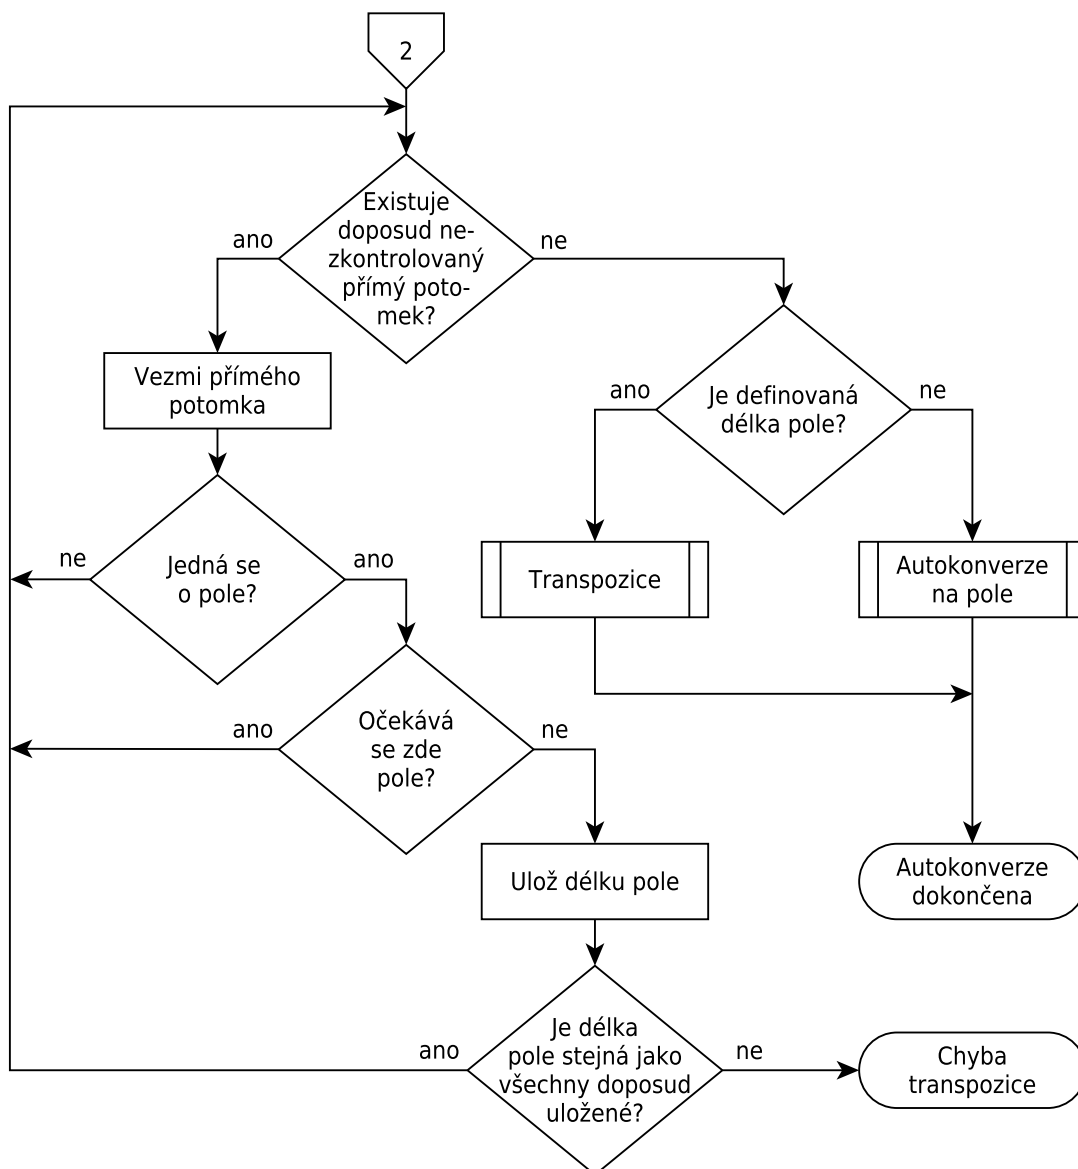 2
Existuje
doposud ne-
zkontrolovaný
přímý poto-
mek?
ano
ne
Vezmi přímého
potomka
Je definovaná
délka pole?
ano
ne
Jedná se
o pole?
ne
ano
Transpozice
Autokonverze
na pole
Očekává
se zde
pole?
ano
ne
Ulož délku pole
Autokonverze
dokončena
Je délka
pole stejná jako
všechny doposud
uložené?
ano
ne
Chyba
transpozice